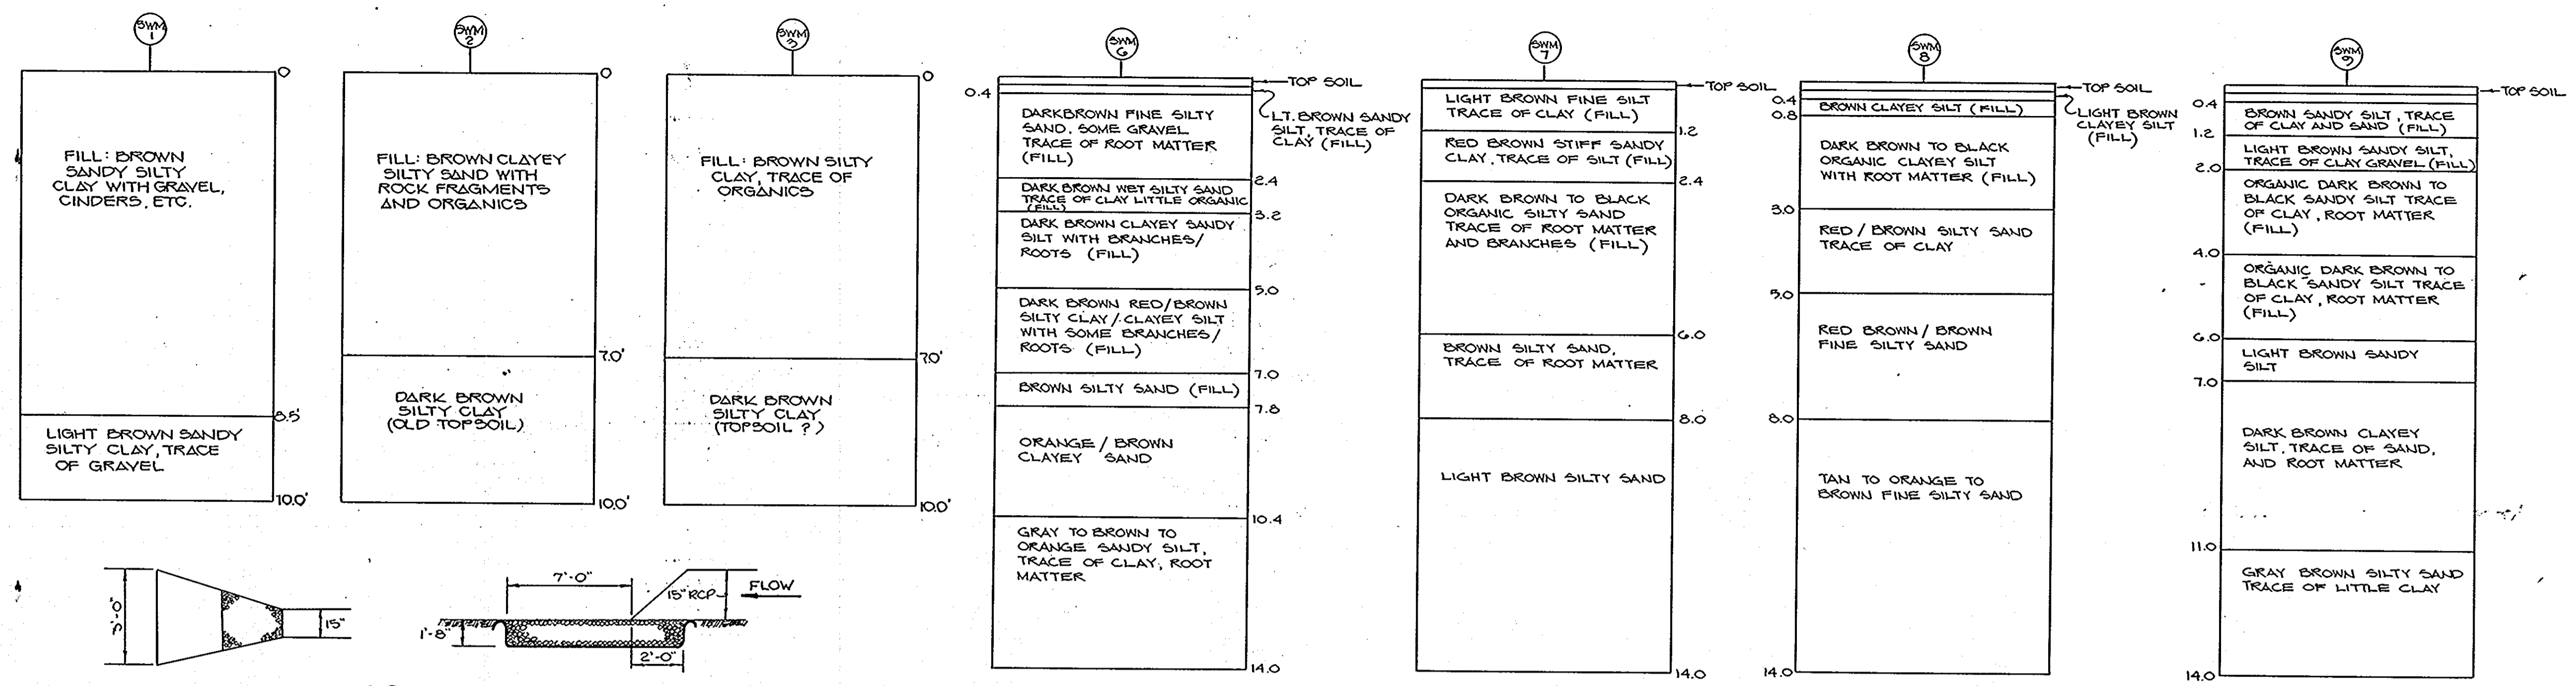 SWM
1
0
FILL: BROWN
SANDY SILTY
CLAY WITH GRAVEL,
CINDERS, ETC.
8.5'
LIGHT BROWN SANDY
SILTY CLAY, TRACE
OF GRAVEL
10.0'
SWM
2
0
FILL: BROWN CLAYEY
SILTY SAND WITH
ROCK FRAGMENTS
AND ORGANICS
7.0'
DARK BROWN
SILTY CLAY
(OLD TOPSOIL)
10.0'
SWM
3
0
FILL: BROWN SILTY
CLAY, TRACE OF
ORGANICS
7.0'
DARK BROWN
SILTY CLAY
(TOPSOIL ?)
10.0'
SWM
6
TOP SOIL
0.4
LT. BROWN SANDY
SILT, TRACE OF
CLAY (FILL)
DARKBROWN FINE SILTY
SAND. SOME GRAVEL
TRACE OF ROOT MATTER
(FILL)
2.4
DARK BROWN WET SILTY SAND
TRACE OF CLAY LITTLE ORGANIC
(FILL)
3.2
DARK BROWN CLAYEY SANDY
SILT WITH BRANCHES/
ROOTS (FILL)
5.0
DARK BROWN RED/BROWN
SILTY CLAY/CLAYEY SILT
WITH SOME BRANCHES/
ROOTS (FILL)
7.0
BROWN SILTY SAND (FILL)
7.8
ORANGE / BROWN
CLAYEY SAND
10.4
GRAY TO BROWN TO
ORANGE SANDY SILT,
TRACE OF CLAY, ROOT
MATTER
14.0
SWM
7
TOP SOIL
LIGHT BROWN FINE SILT
TRACE OF CLAY (FILL)
1.2
RED BROWN STIFF SANDY
CLAY, TRACE OF SILT (FILL)
2.4
DARK BROWN TO BLACK
ORGANIC SILTY SAND
TRACE OF ROOT MATTER
AND BRANCHES (FILL)
6.0
BROWN SILTY SAND,
TRACE OF ROOT MATTER
8.0
LIGHT BROWN SILTY SAND
14.0
SWM
8
TOP SOIL
0.4
LIGHT BROWN
CLAYEY SILT
(FILL)
BROWN CLAYEY SILT (FILL)
0.8
DARK BROWN TO BLACK
ORGANIC CLAYEY SILT
WITH ROOT MATTER (FILL)
3.0
RED / BROWN SILTY SAND
TRACE OF CLAY
5.0
RED BROWN / BROWN
FINE SILTY SAND
8.0
TAN TO ORANGE TO
BROWN FINE SILTY SAND
14.0
SWM
9
TOP SOIL
0.4
BROWN SANDY SILT, TRACE
OF CLAY AND SAND (FILL)
1.2
LIGHT BROWN SANDY SILT,
TRACE OF CLAY GRAVEL (FILL)
2.0
ORGANIC DARK BROWN TO
BLACK SANDY SILT TRACE
OF CLAY, ROOT MATTER
(FILL)
4.0
ORGANIC DARK BROWN TO
BLACK SANDY SILT TRACE
OF CLAY, ROOT MATTER
(FILL)
6.0
LIGHT BROWN SANDY
SILT
7.0
DARK BROWN CLAYEY
SILT, TRACE OF SAND,
AND ROOT MATTER
11.0
GRAY BROWN SILTY SAND
TRACE OF LITTLE CLAY
14.0
15"
7'-0"
15" RCP
FLOW
1'-8"
2'-0"